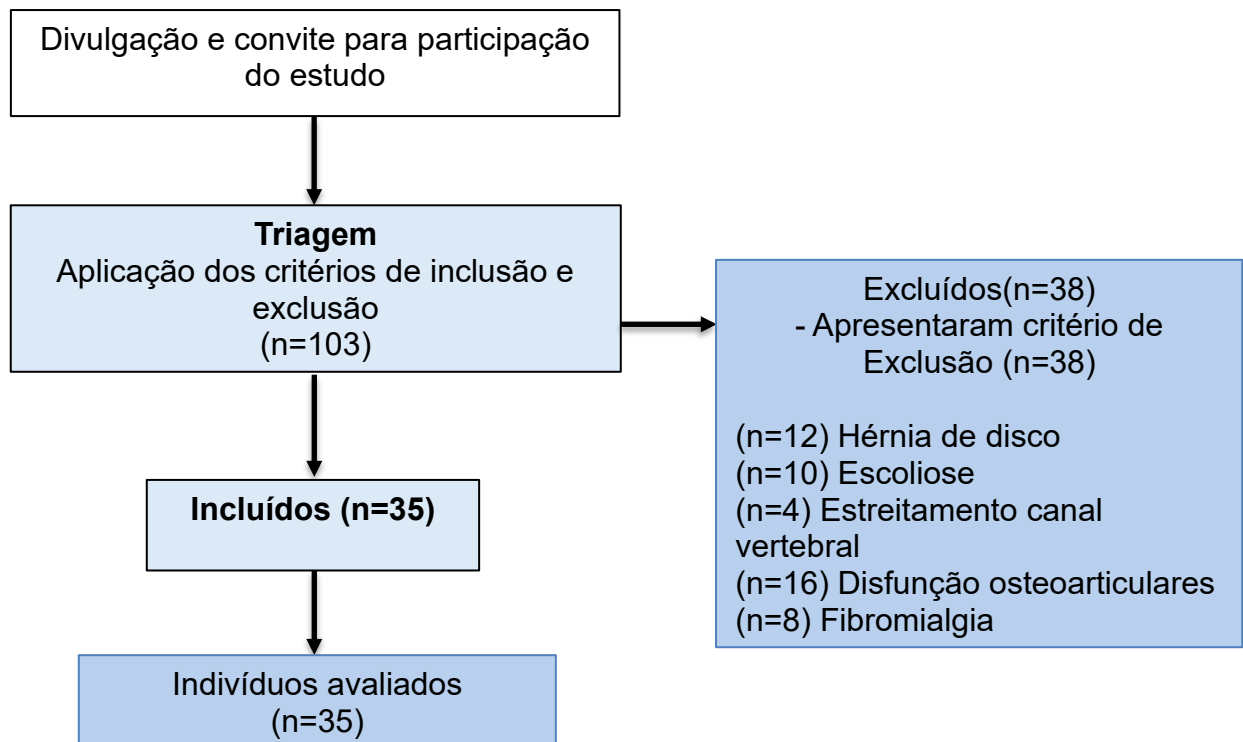 Divulgação e convite para participação
do estudo
Triagem
Aplicação dos critérios de inclusão e
exclusão
(n=103)
Excluídos(n=38)
- Apresentaram critério de
Exclusão (n=38)
(n=12) Hérnia de disco
(n=10) Escoliose
(n=4) Estreitamento canal
vertebral
(n=16) Disfunção osteoarticulares
(n=8) Fibromialgia
Incluídos (n=35)
Indivíduos avaliados
(n=35)